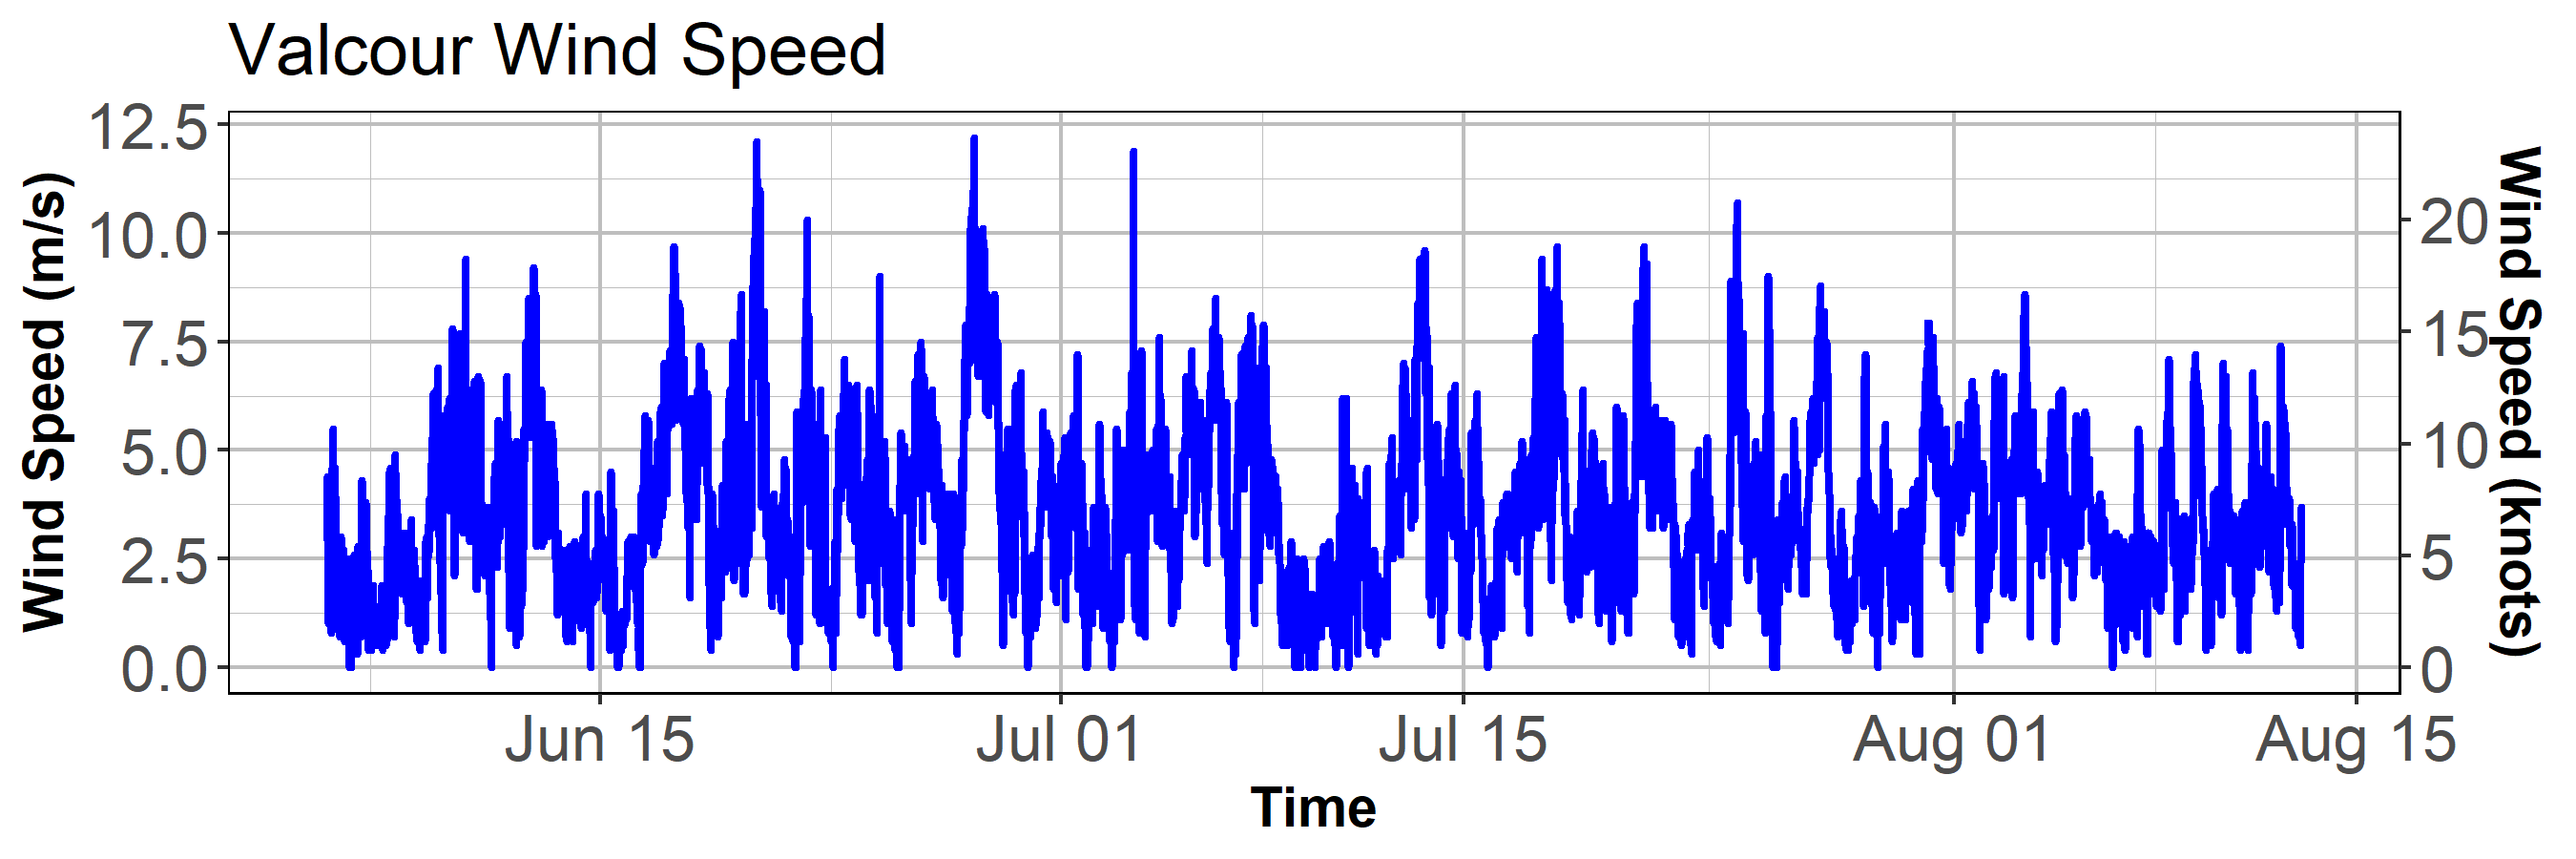 Valcour Wind Speed
12.5
10.0
7.5
5.0
2.5
0.0
Wind Speed (m/s)
20
15
10
5
0
Wind Speed (knots)
Jun 15
Jul 01
Jul 15
Aug 01
Aug 15
Time